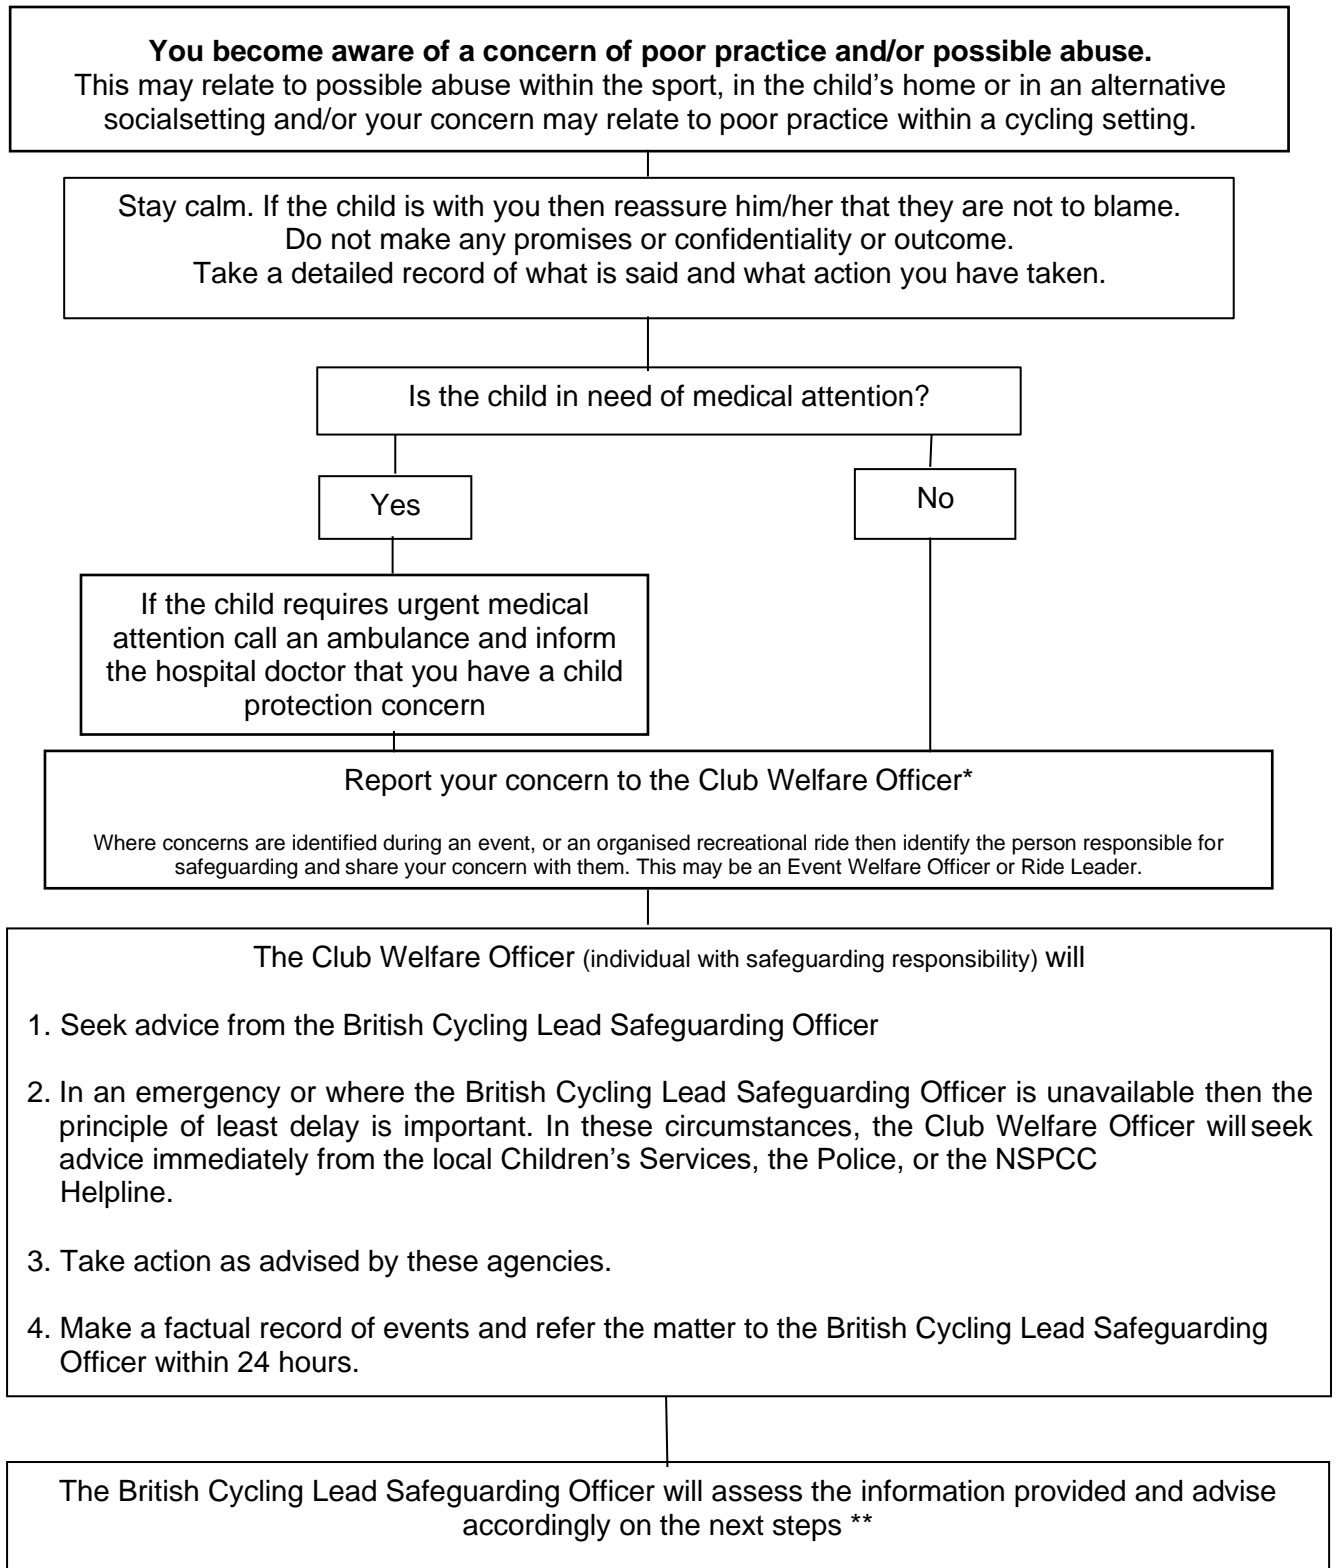 You become aware of a concern of poor practice and/or possible abuse.
This may relate to possible abuse within the sport, in the child's home or in an alternative
socialsetting and/or your concern may relate to poor practice within a cycling setting.
Stay calm. If the child is with you then reassure him/her that they are not to blame.
Do not make any promises or confidentiality or outcome.
Take a detailed record of what is said and what action you have taken.
Is the child in need of medical attention?
Yes
No
If the child requires urgent medical
attention call an ambulance and inform
the hospital doctor that you have a child
protection concern
Report your concern to the Club Welfare Officer*
Where concerns are identified during an event, or an organised recreational ride then identify the person responsible for
safeguarding and share your concern with them. This may be an Event Welfare Officer or Ride Leader.
The Club Welfare Officer (individual with safeguarding responsibility) will
1. Seek advice from the British Cycling Lead Safeguarding Officer
2. In an emergency or where the British Cycling Lead Safeguarding Officer is unavailable then the
principle of least delay is important. In these circumstances, the Club Welfare Officer will seek
advice immediately from the local Children's Services, the Police, or the NSPCC
Helpline.
3. Take action as advised by these agencies.
4. Make a factual record of events and refer the matter to the British Cycling Lead Safeguarding
Officer within 24 hours.
The British Cycling Lead Safeguarding Officer will assess the information provided and advise
accordingly on the next steps **